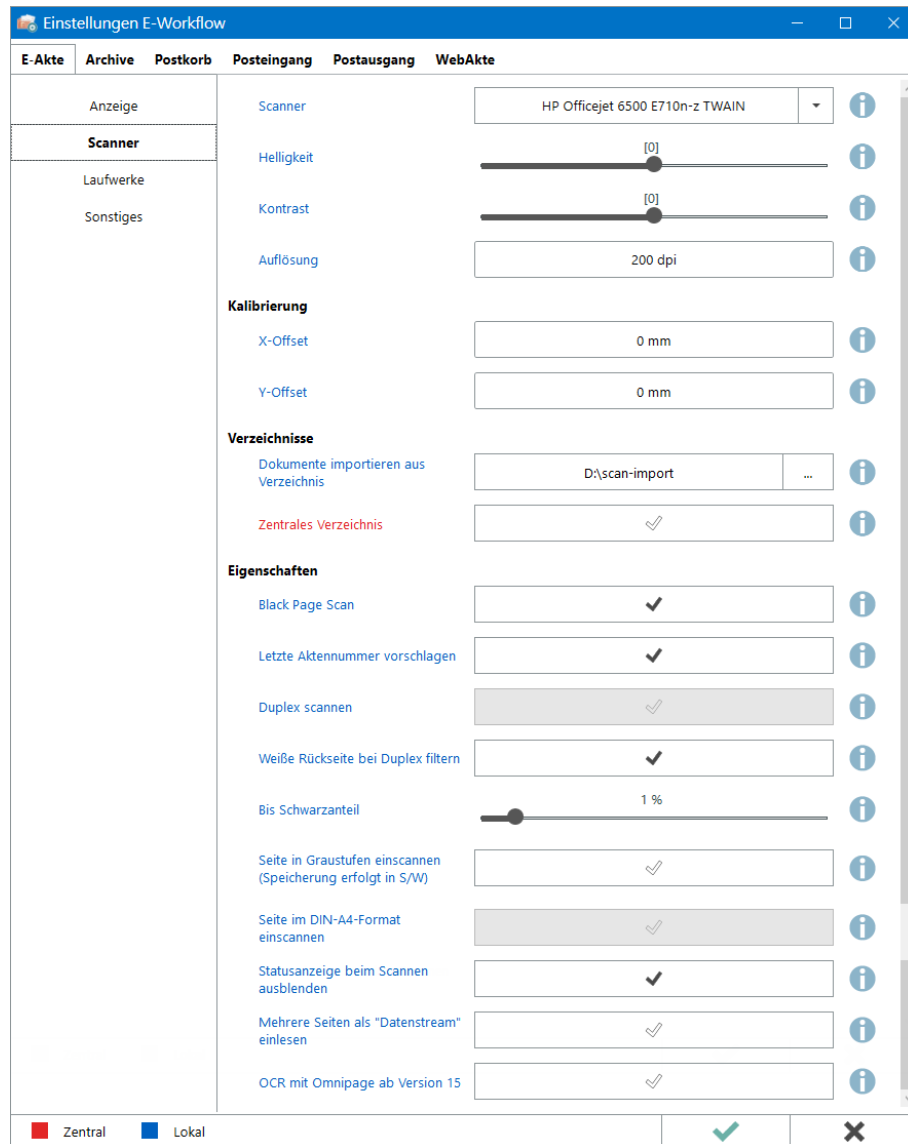 Einstellungen E-Workflow
E-Akte Archive Postkorb Posteingang Postausgang WebAkte
Anzeige
Scanner
Laufwerke
Sonstiges
Scanner HP Officejet 6500 E710n-z TWAIN
Helligkeit [0]
Kontrast [0]
Auflösung 200 dpi
Kalibrierung
X-Offset 0 mm
Y-Offset 0 mm
Verzeichnisse
Dokumente importieren aus
Verzeichnis D:\scan-import ...
Zentrales Verzeichnis
Eigenschaften
Black Page Scan
Letzte Aktennummer vorschlagen
Duplex scannen
Weiße Rückseite bei Duplex filtern
Bis Schwarzanteil 1 %
Seite in Graustufen einscannen
(Speicherung erfolgt in S/W)
Seite im DIN-A4-Format
einscannen
Statusanzeige beim Scannen
ausblenden
Mehrere Seiten als "Datenstream"
einlesen
OCR mit Omnipage ab Version 15
Zentral Lokal